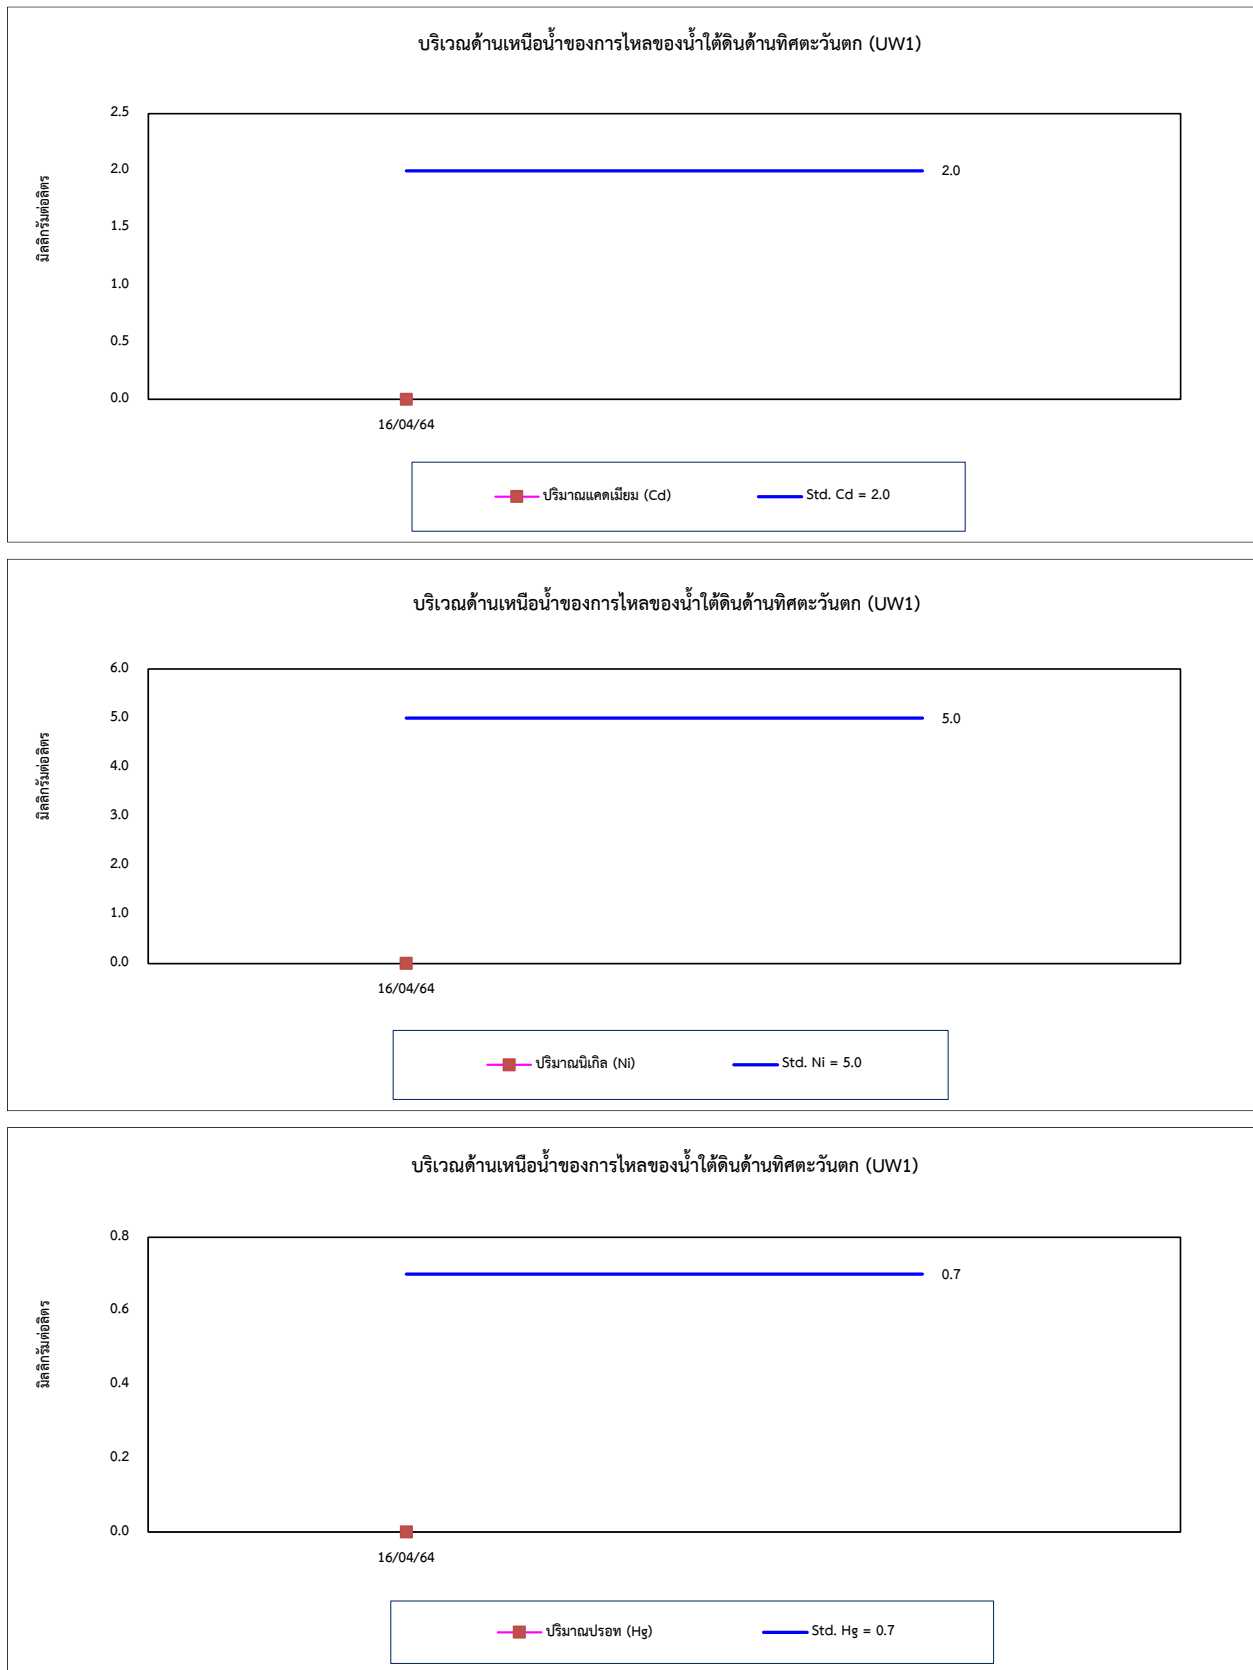 บริเวณด้านเหนือน้ำของการไหลของน้ำใต้ดินด้านทิศตะวันตก (UW1)
มิลลิกรัมต่อลิตร
2.5
2.0
1.5
1.0
0.5
0.0
2.0
16/04/64
ปริมาณแคดเมียม (Cd)
Std. Cd = 2.0
บริเวณด้านเหนือน้ำของการไหลของน้ำใต้ดินด้านทิศตะวันตก (UW1)
มิลลิกรัมต่อลิตร
6.0
5.0
4.0
3.0
2.0
1.0
0.0
5.0
16/04/64
ปริมาณนิเกิล (Ni)
Std. Ni = 5.0
บริเวณด้านเหนือน้ำของการไหลของน้ำใต้ดินด้านทิศตะวันตก (UW1)
มิลลิกรัมต่อลิตร
0.8
0.6
0.4
0.2
0.0
0.7
16/04/64
ปริมาณปรอท (Hg)
Std. Hg = 0.7